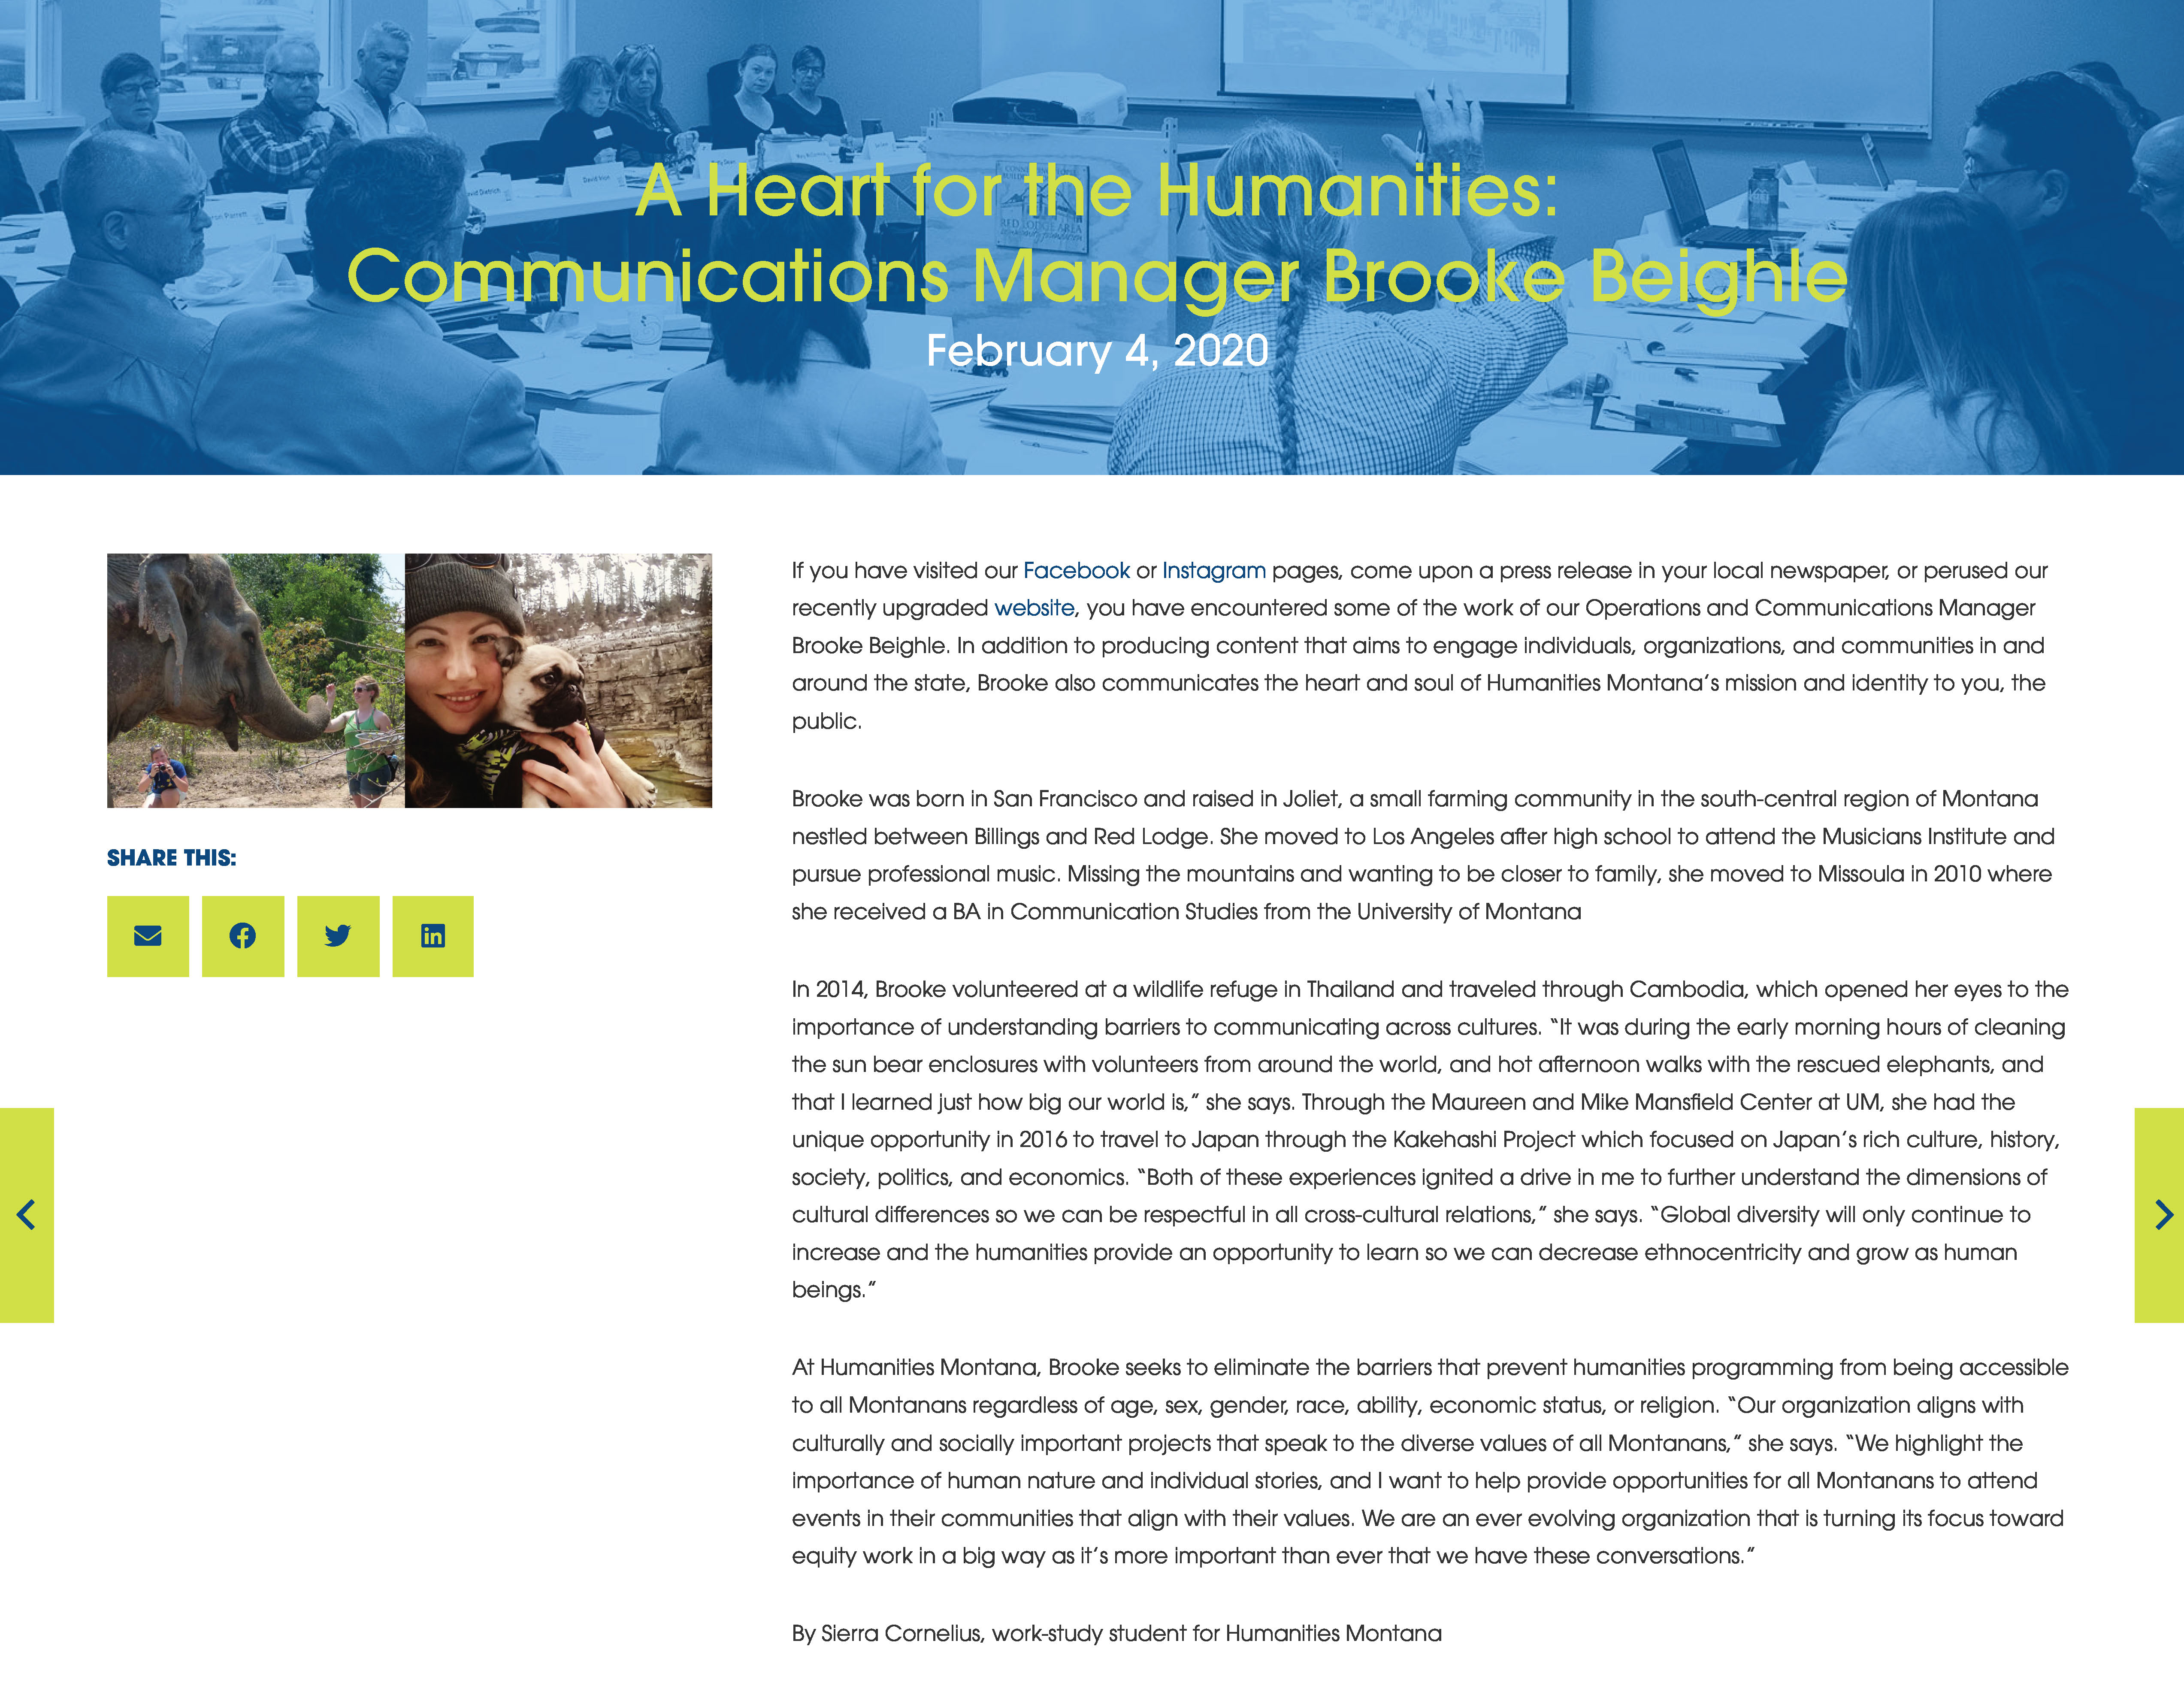 David Irion
David Dietrich
ron Parrett
RED LODGE AREA
A Heart for the Humanities:
Communications Manager Brooke Beighle
February 4, 2020
If you have visited our Facebook or Instagram pages, come upon a press release in your local newspaper, or perused our
recently upgraded website, you have encountered some of the work of our Operations and Communications Manager
Brooke Beighle. In addition to producing content that aims to engage individuals, organizations, and communities in and
around the state, Brooke also communicates the heart and soul of Humanities Montana’s mission and identity to you, the
public.
SHARE THIS:
Brooke was born in San Francisco and raised in Joliet, a small farming community in the south-central region of Montana
nestled between Billings and Red Lodge. She moved to Los Angeles after high school to attend the Musicians Institute and
pursue professional music. Missing the mountains and wanting to be closer to family, she moved to Missoula in 2010 where
she received a BA in Communication Studies from the University of Montana
In 2014, Brooke volunteered at a wildlife refuge in Thailand and traveled through Cambodia, which opened her eyes to the
importance of understanding barriers to communicating across cultures. “It was during the early morning hours of cleaning
the sun bear enclosures with volunteers from around the world, and hot afternoon walks with the rescued elephants, and
that I learned just how big our world is,” she says. Through the Maureen and Mike Mansfield Center at UM, she had the
unique opportunity in 2016 to travel to Japan through the Kakehashi Project which focused on Japan’s rich culture, history,
society, politics, and economics. “Both of these experiences ignited a drive in me to further understand the dimensions of
cultural differences so we can be respectful in all cross-cultural relations,” she says. “Global diversity will only continue to
increase and the humanities provide an opportunity to learn so we can decrease ethnocentricity and grow as human
beings.”
At Humanities Montana, Brooke seeks to eliminate the barriers that prevent humanities programming from being accessible
to all Montanans regardless of age, sex, gender, race, ability, economic status, or religion. “Our organization aligns with
culturally and socially important projects that speak to the diverse values of all Montanans,” she says. “We highlight the
importance of human nature and individual stories, and I want to help provide opportunities for all Montanans to attend
events in their communities that align with their values. We are an ever evolving organization that is turning its focus toward
equity work in a big way as it’s more important than ever that we have these conversations.”
By Sierra Cornelius, work-study student for Humanities Montana